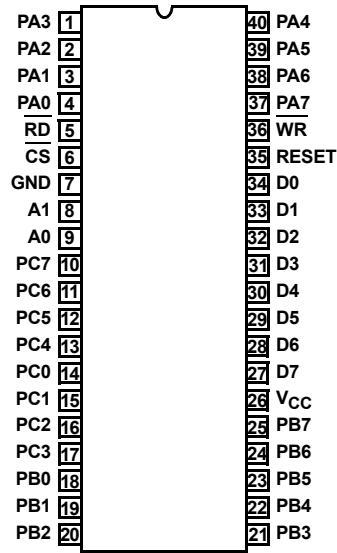 PA3 1 40 PA4
PA2 2 39 PA5
PA1 3 38 PA6
PA0 4 37 PA7
RD 5 36 WR
CS 6 35 RESET
GND 7 34 D0
A1 8 33 D1
A0 9 32 D2
PC7 10 31 D3
PC6 11 30 D4
PC5 12 29 D5
PC4 13 28 D6
PC0 14 27 D7
PC1 15 26 VCC
PC2 16 25 PB7
PC3 17 24 PB6
PB0 18 23 PB5
PB1 19 22 PB4
PB2 20 21 PB3